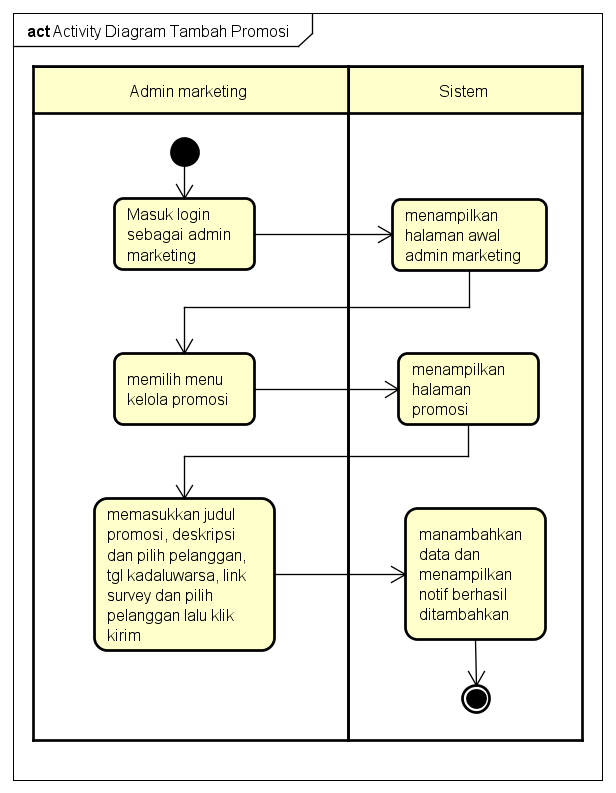 act Activity Diagram Tambah Promosi
Admin marketing
Sistem
Masuk login
sebagai admin
marketing
menampilkan
halaman awal
admin marketing
memilih menu
kelola promosi
menampilkan
halaman
promosi
memasukkan judul
promosi, deskripsi
dan pilih pelanggan,
tgl kadaluwarsa, link
survey dan pilih
pelanggan lalu klik
kirim
manambahkan
data dan
menampilkan
notif berhasil
ditambahkan